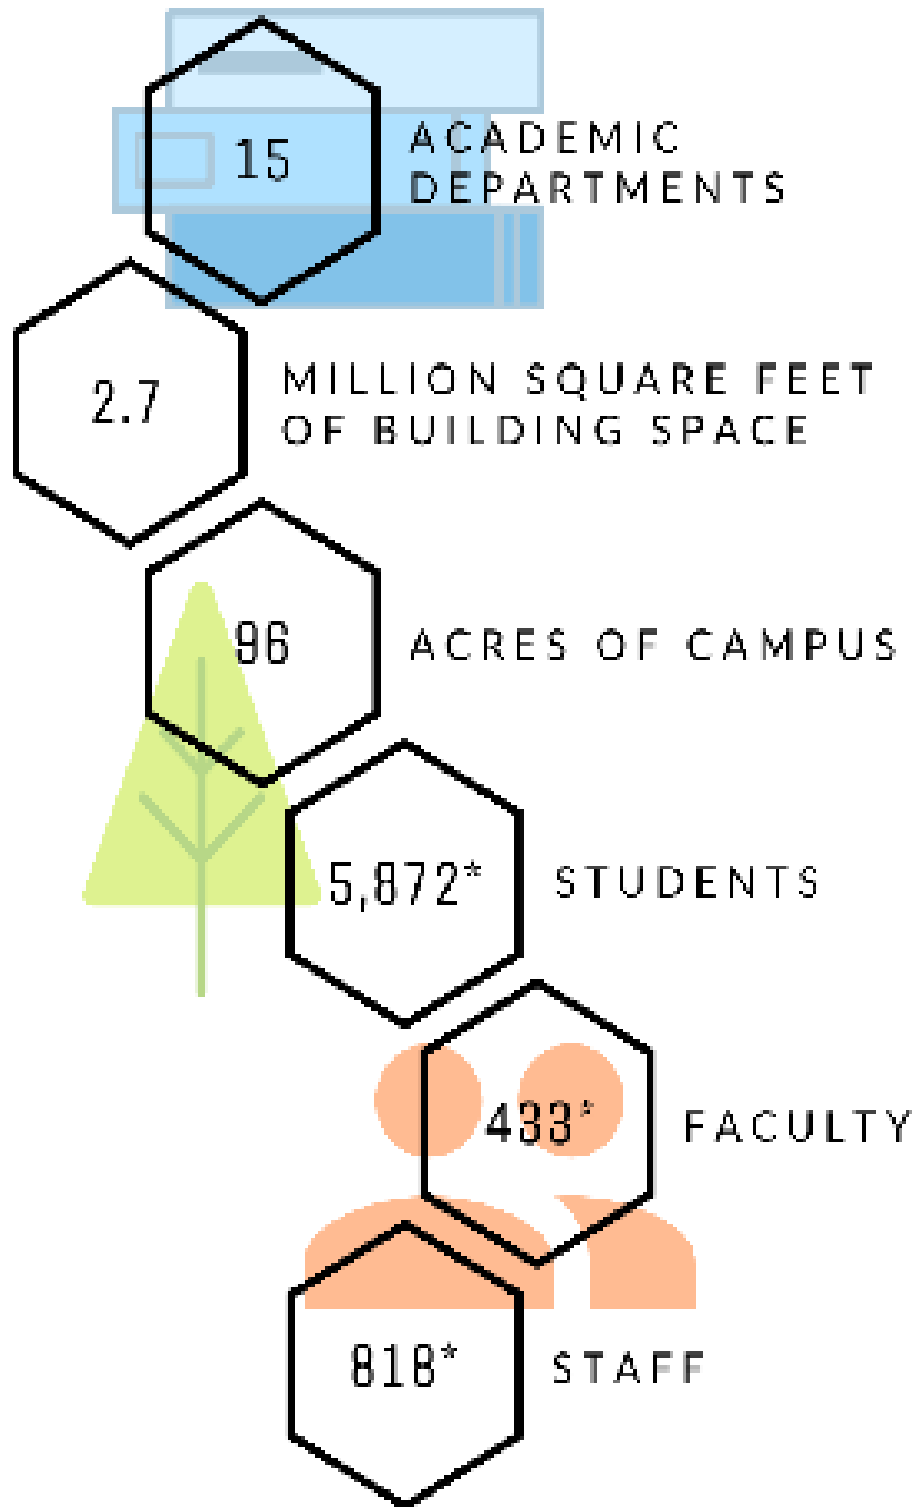 15
ACADEMIC
DEPARTMENTS
2.7
MILLION SQUARE FEET
OF BUILDING SPACE
96
ACRES OF CAMPUS
5,872*
STUDENTS
433*
FACULTY
818*
STAFF